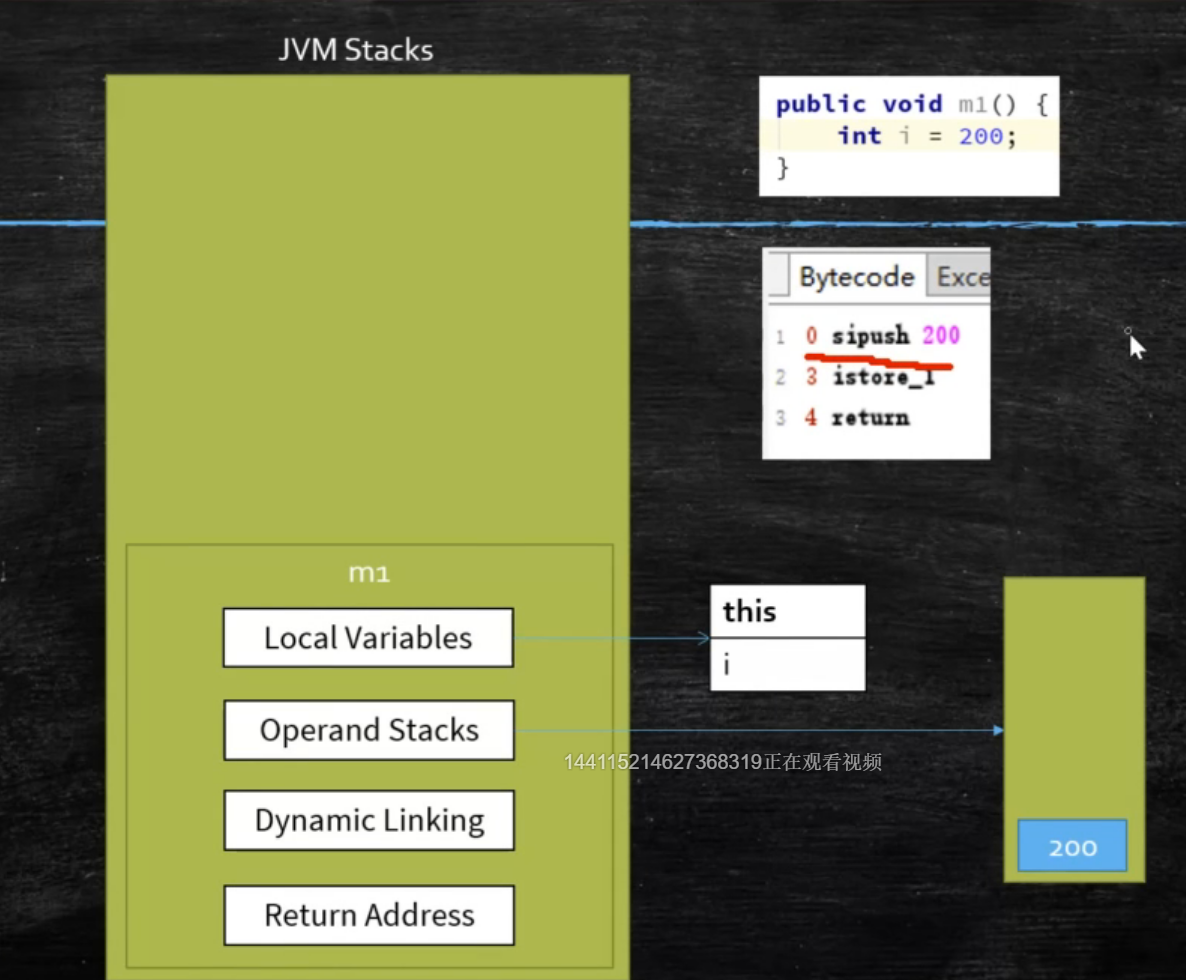 JVM Stacks
public void m1() {
int i = 200;
}
Bytecode Exce
1 0 sipush 200
2 3 istore_1
3 4 return
m1
Local Variables
this
i
Operand Stacks
144115214627368319正在观看视频
Dynamic Linking
200
Return Address